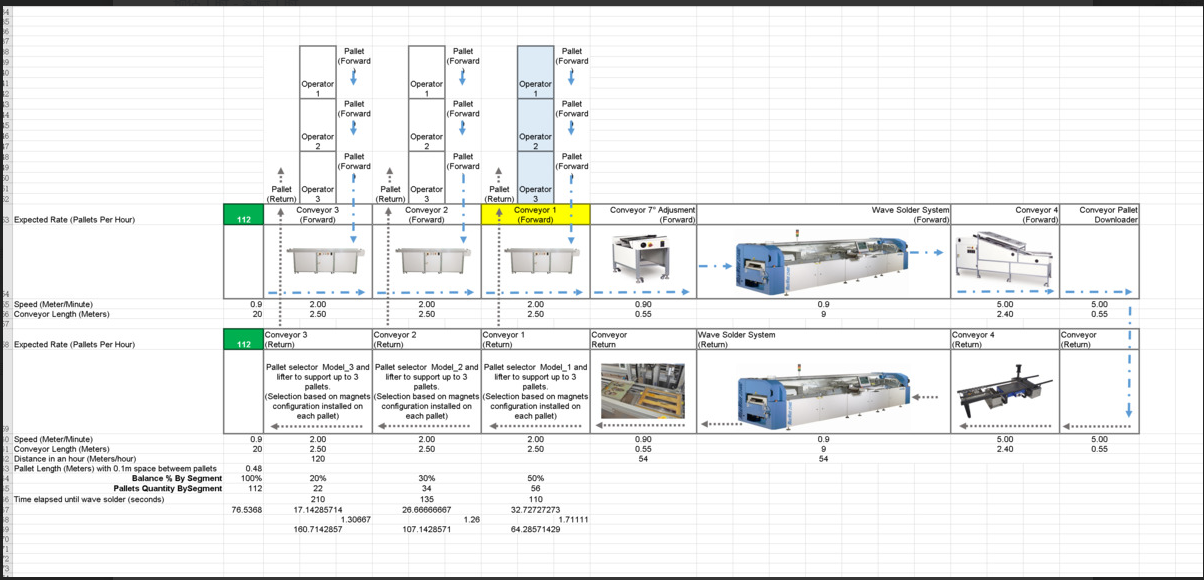 Pallet (Forward) Pallet (Forward) Pallet (Forward)
Operator 1 Operator 1 Operator 1
Pallet (Forward) Pallet (Forward) Pallet (Forward)
Operator 2 Operator 2 Operator 2
Pallet (Forward) Pallet (Forward) Pallet (Forward)
Pallet (Return) Operator 3 Pallet (Return) Operator 3 Pallet (Return) Operator 3
Expected Rate (Pallets Per Hour) 112 Conveyor 3 (Forward) Conveyor 2 (Forward) Conveyor 1 (Forward) Conveyor 7° Adjusment (Forward) Wave Solder System (Forward) Conveyor 4 (Forward) Conveyor Pallet Downloader
Speed (Meter/Minute) 0.9 2.00 2.00 2.00 0.90 0.9 5.00 5.00
Conveyor Length (Meters) 20 2.50 2.50 2.50 0.55 9 2.40 0.55
Expected Rate (Pallets Per Hour) 112 Conveyor 3 (Return) Conveyor 2 (Return) Conveyor 1 (Return) Conveyor Return Wave Solder System (Return) Conveyor 4 (Return) Conveyor (Return)
Pallet selector Model_3 and lifter to support up to 3 pallets. (Selection based on magnets configuration installed on each pallet)
Pallet selector Model_2 and lifter to support up to 3 pallets. (Selection based on magnets configuration installed on each pallet)
Pallet selector Model_1 and lifter to support up to 3 pallets. (Selection based on magnets configuration installed on each pallet)
Speed (Meter/Minute) 0.9 2.00 2.00 2.00 0.90 0.9 5.00 5.00
Conveyor Length (Meters) 20 2.50 2.50 2.50 0.55 9 2.40 0.55
Distance in an hour (Meters/hour) 120 54 54
Pallet Length (Meters) with 0.1m space betweem pallets 0.48
Balance % By Segment 100% 20% 30% 50%
Pallets Quantity BySegment 112 22 34 56
Time elapsed until wave solder (seconds) 210 135 110
76.5368 17.14285714 26.66666667 32.72727273
1.30667 1.26 1.71111
160.7142857 107.1428571 64.28571429